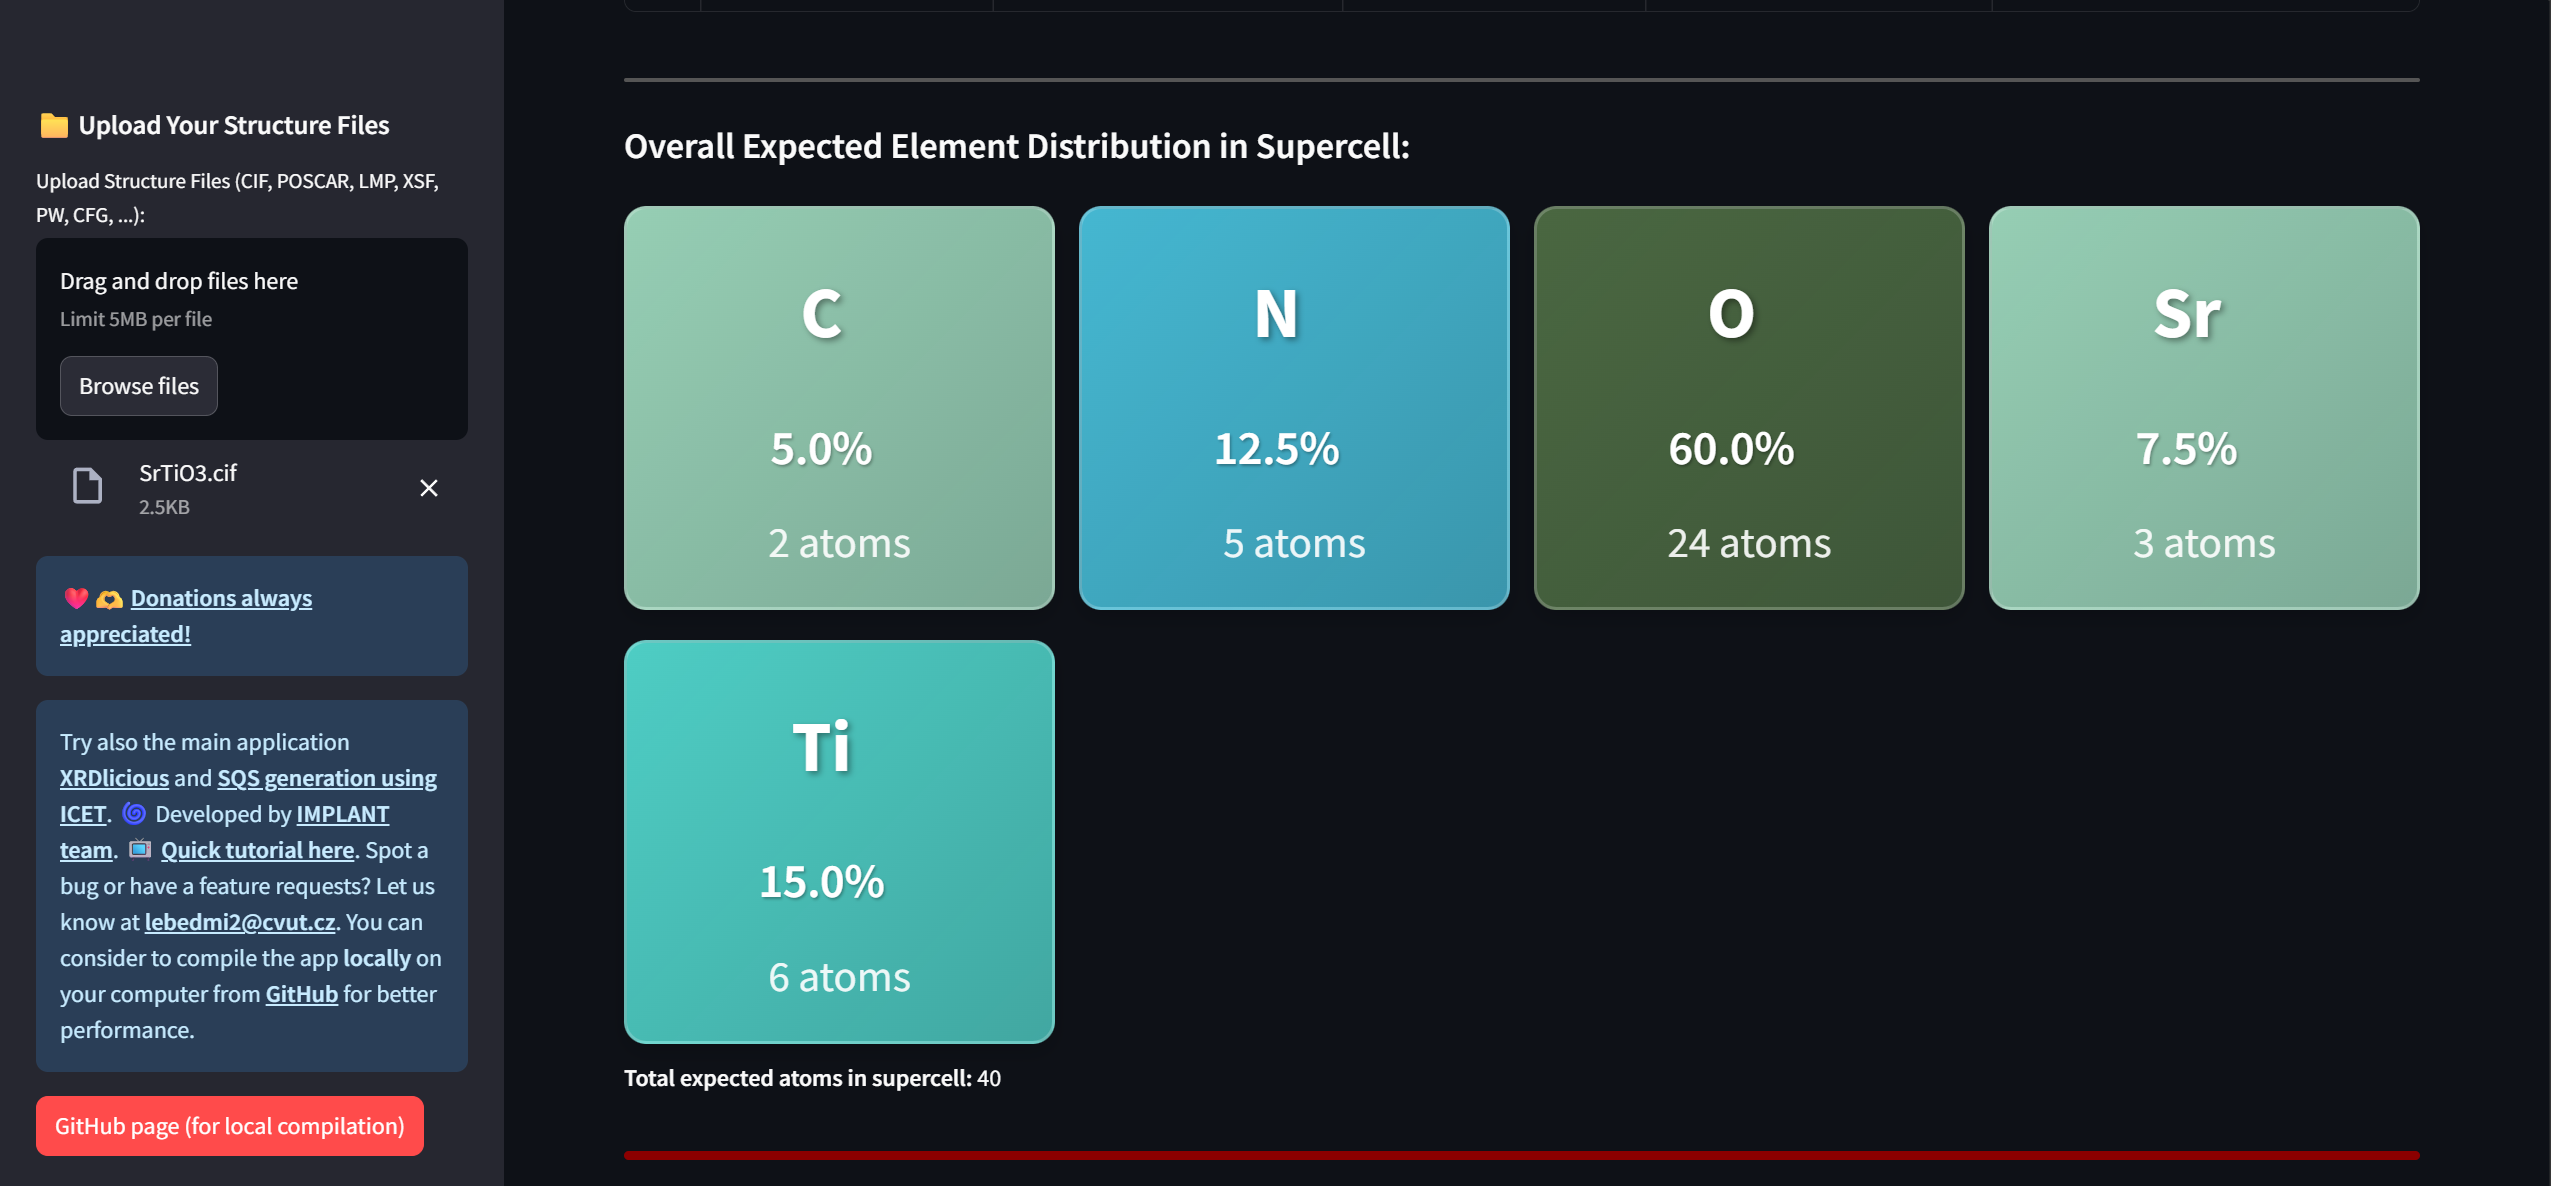 Upload Your Structure Files
Upload Structure Files (CIF, POSCAR, LMP, XSF,
PW, CFG, ...):
Drag and drop files here
Limit 5MB per file
Browse files
SrTiO3.cif
2.5KB
Donations always
appreciated!
Try also the main application
XRDlicious and SQS generation using
ICET. Developed by IMPLANT
team. Quick tutorial here. Spot a
bug or have a feature requests? Let us
know at lebedmi2@cvut.cz. You can
consider to compile the app locally on
your computer from GitHub for better
performance.
GitHub page (for local compilation)
Overall Expected Element Distribution in Supercell:
C
5.0%
2 atoms
N
12.5%
5 atoms
O
60.0%
24 atoms
Sr
7.5%
3 atoms
Ti
15.0%
6 atoms
Total expected atoms in supercell: 40